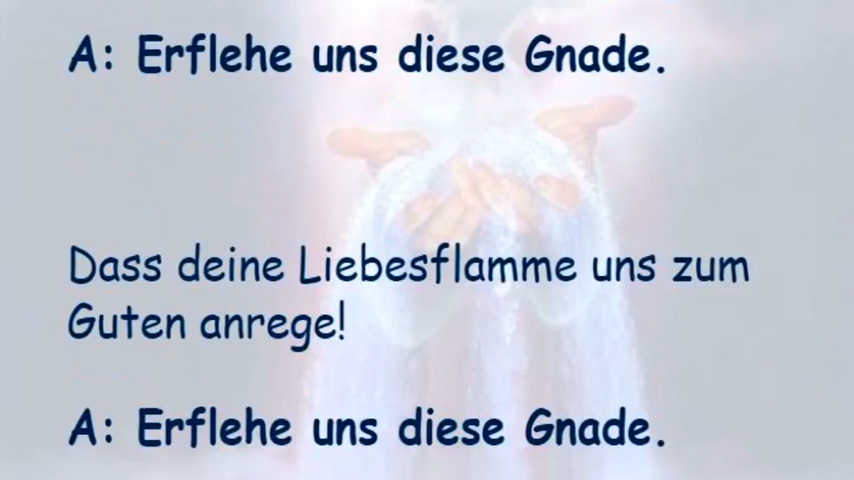 A: Erflehe uns diese Gnade.
Dass deine Liebesflamme uns zum
Guten anrege!
A: Erflehe uns diese Gnade.